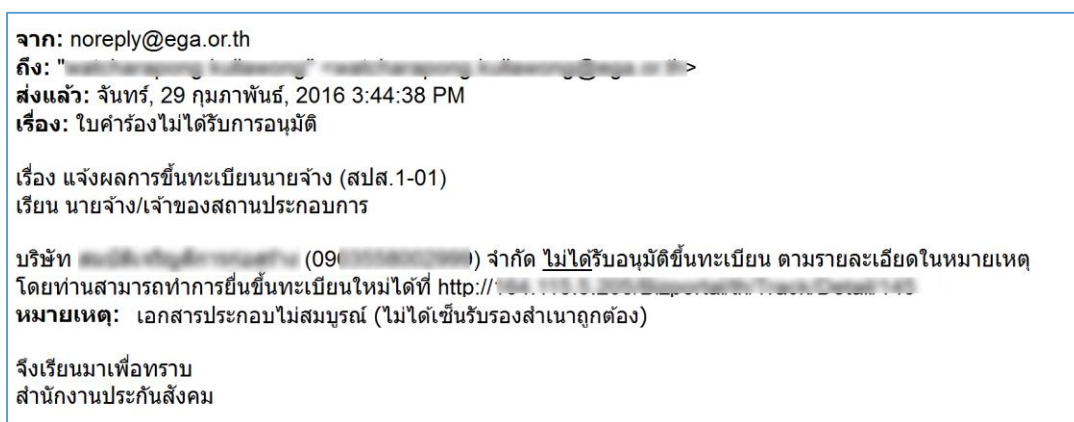 จาก: noreply@ega.or.th
ถึง: "
ส่งแล้ว: จันทร์, 29 กุมภาพันธ์, 2016 3:44:38 PM
เรื่อง: ใบคำร้องไม่ได้รับการอนุมัติ
เรื่อง แจ้งผลการขึ้นทะเบียนนายจ้าง (สปส.1-01)
เรียน นายจ้าง/เจ้าของสถานประกอบการ
บริษัท (09 ) จำกัด ไม่ได้รับอนุมัติขึ้นทะเบียน ตามรายละเอียดในหมายเหตุ
โดยท่านสามารถทำการยื่นขึ้นทะเบียนใหม่ได้ที่ http://
หมายเหตุ: เอกสารประกอบไม่สมบูรณ์ (ไม่ได้เซ็นรับรองสำเนาถูกต้อง)
จึงเรียนมาเพื่อทราบ
สำนักงานประกันสังคม